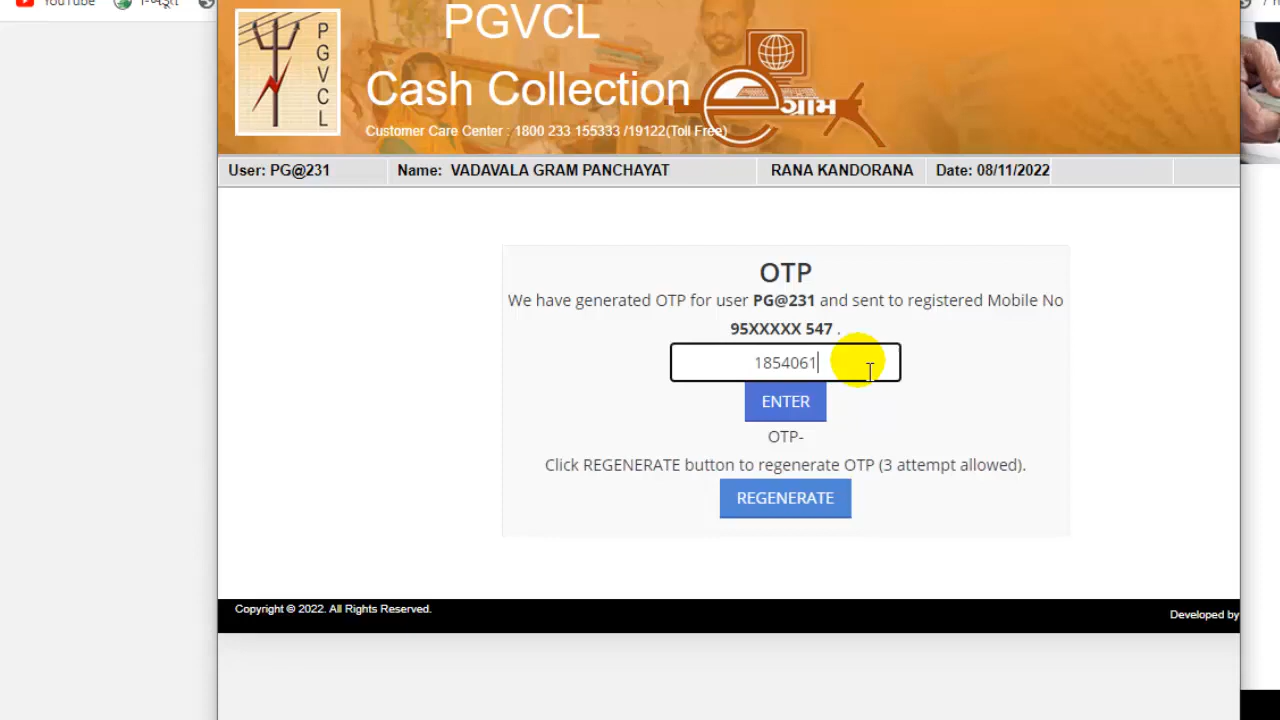 YouTube
PGVCL
PGVCL
Cash Collection
ગ્રામ
Customer Care Center : 1800 233 155333 /19122(Toll Free)
User: PG@231 Name: VADAVALA GRAM PANCHAYAT RANA KANDORANA Date: 08/11/2022
OTP
We have generated OTP for user PG@231 and sent to registered Mobile No
95XXXXX 547 .
1854061
ENTER
OTP-
Click REGENERATE button to regenerate OTP (3 attempt allowed).
REGENERATE
Copyright © 2022. All Rights Reserved.
Developed by